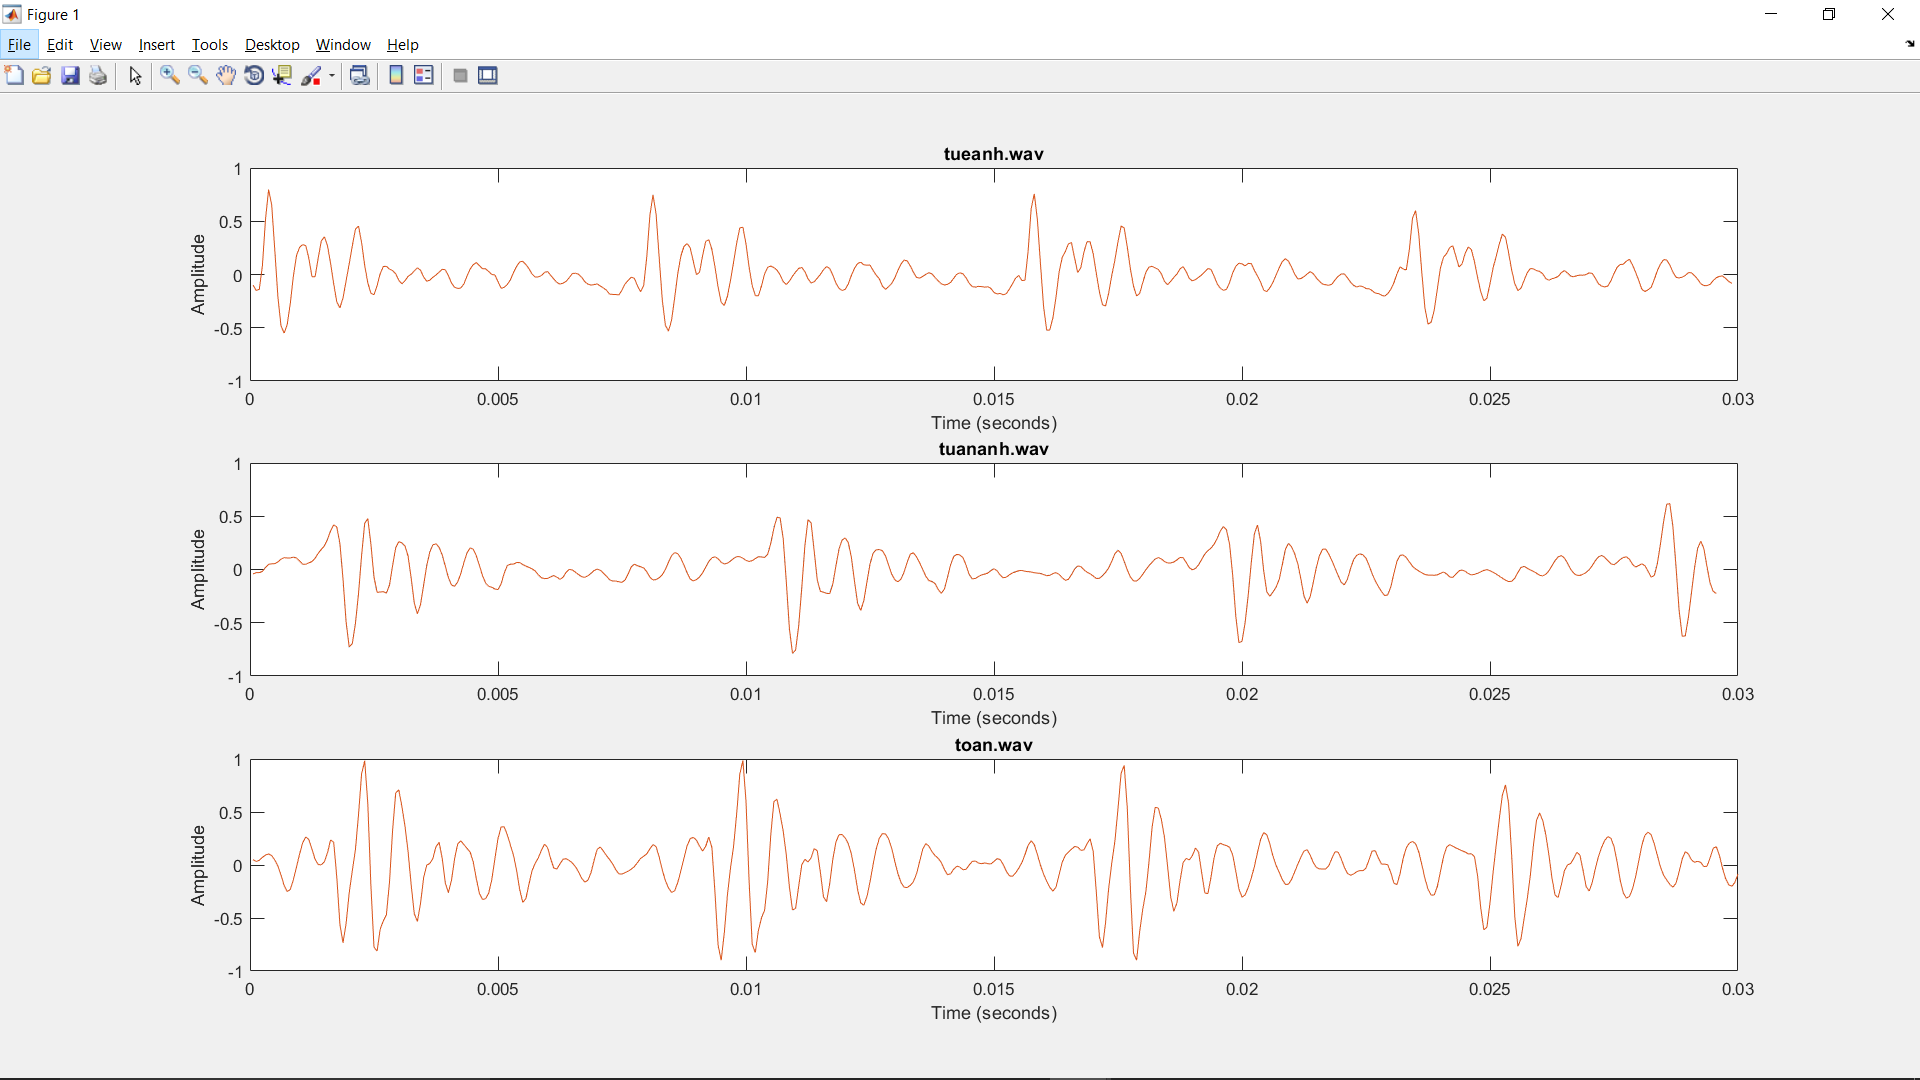 Figure 1
File Edit View Insert Tools Desktop Window Help
tueanh.wav
1
0.5
0
-0.5
-1
Amplitude
0 0.005 0.01 0.015 0.02 0.025 0.03
Time (seconds)
tuananh.wav
1
0.5
0
-0.5
-1
Amplitude
0 0.005 0.01 0.015 0.02 0.025 0.03
Time (seconds)
toan.wav
1
0.5
0
-0.5
-1
Amplitude
0 0.005 0.01 0.015 0.02 0.025 0.03
Time (seconds)